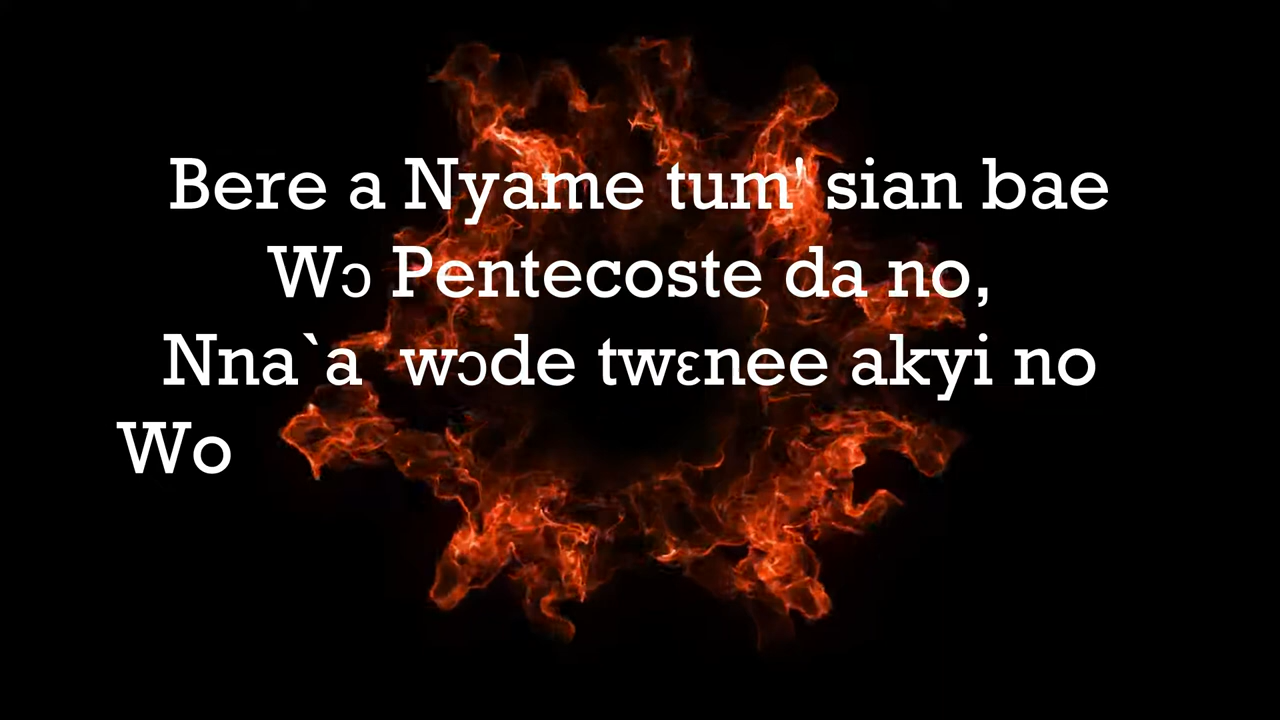 Bere a Nyame tum' sian bae
Wɔ Pentecoste da no,
Nna`a  wɔde twɛnee akyi no
Wo